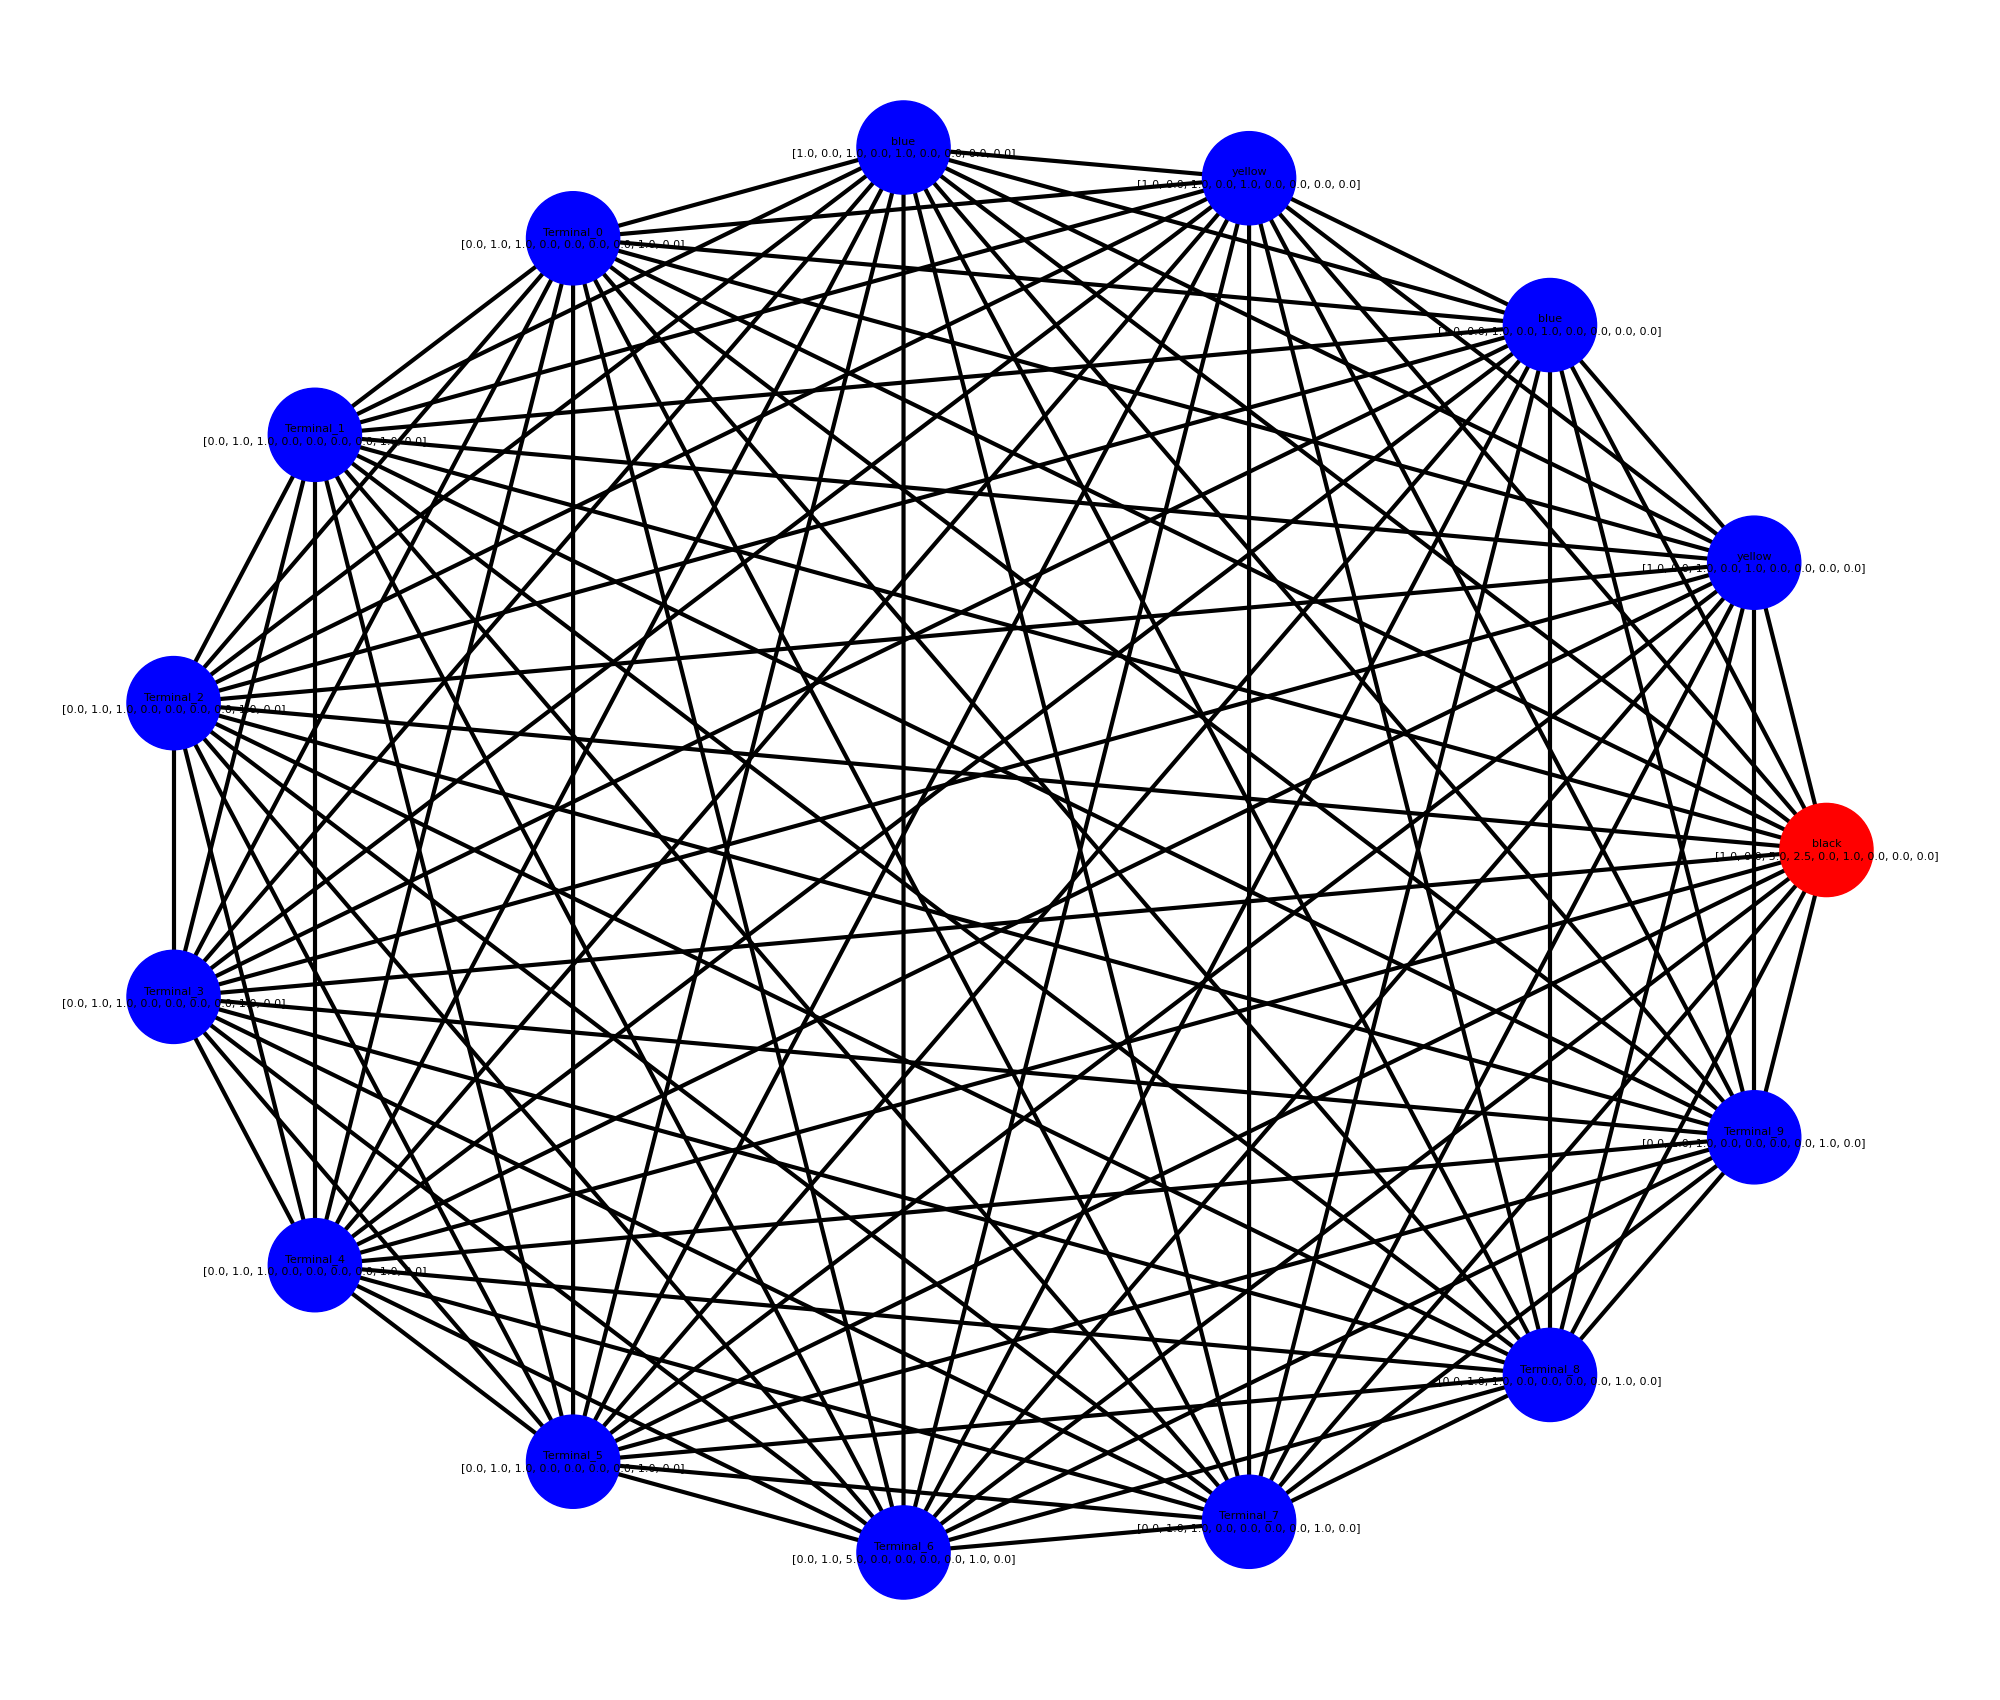 blue
[1.0, 0.0, 1.0, 0.0, 1.0, 0.0, 0.0, 0.0, 0.0]
yellow
[1.0, 0.0, 1.0, 0.0, 1.0, 0.0, 0.0, 0.0, 0.0]
Terminal_0
[0.0, 1.0, 1.0, 0.0, 0.0, 0.0, 0.0, 1.0, 0.0]
blue
[1.0, 0.0, 1.0, 0.0, 1.0, 0.0, 0.0, 0.0, 0.0]
Terminal_1
[0.0, 1.0, 1.0, 0.0, 0.0, 0.0, 0.0, 1.0, 0.0]
yellow
[1.0, 0.0, 1.0, 0.0, 1.0, 0.0, 0.0, 0.0, 0.0]
Terminal_2
[0.0, 1.0, 1.0, 0.0, 0.0, 0.0, 0.0, 1.0, 0.0]
black
[1.0, 0.0, 5.0, 2.5, 0.0, 1.0, 0.0, 0.0, 0.0]
Terminal_3
[0.0, 1.0, 1.0, 0.0, 0.0, 0.0, 0.0, 1.0, 0.0]
Terminal_9
[0.0, 1.0, 1.0, 0.0, 0.0, 0.0, 0.0, 1.0, 0.0]
Terminal_4
[0.0, 1.0, 1.0, 0.0, 0.0, 0.0, 0.0, 1.0, 0.0]
Terminal_8
[0.0, 1.0, 1.0, 0.0, 0.0, 0.0, 0.0, 1.0, 0.0]
Terminal_5
[0.0, 1.0, 1.0, 0.0, 0.0, 0.0, 0.0, 1.0, 0.0]
Terminal_7
[0.0, 1.0, 1.0, 0.0, 0.0, 0.0, 0.0, 1.0, 0.0]
Terminal_6
[0.0, 1.0, 5.0, 0.0, 0.0, 0.0, 0.0, 1.0, 0.0]